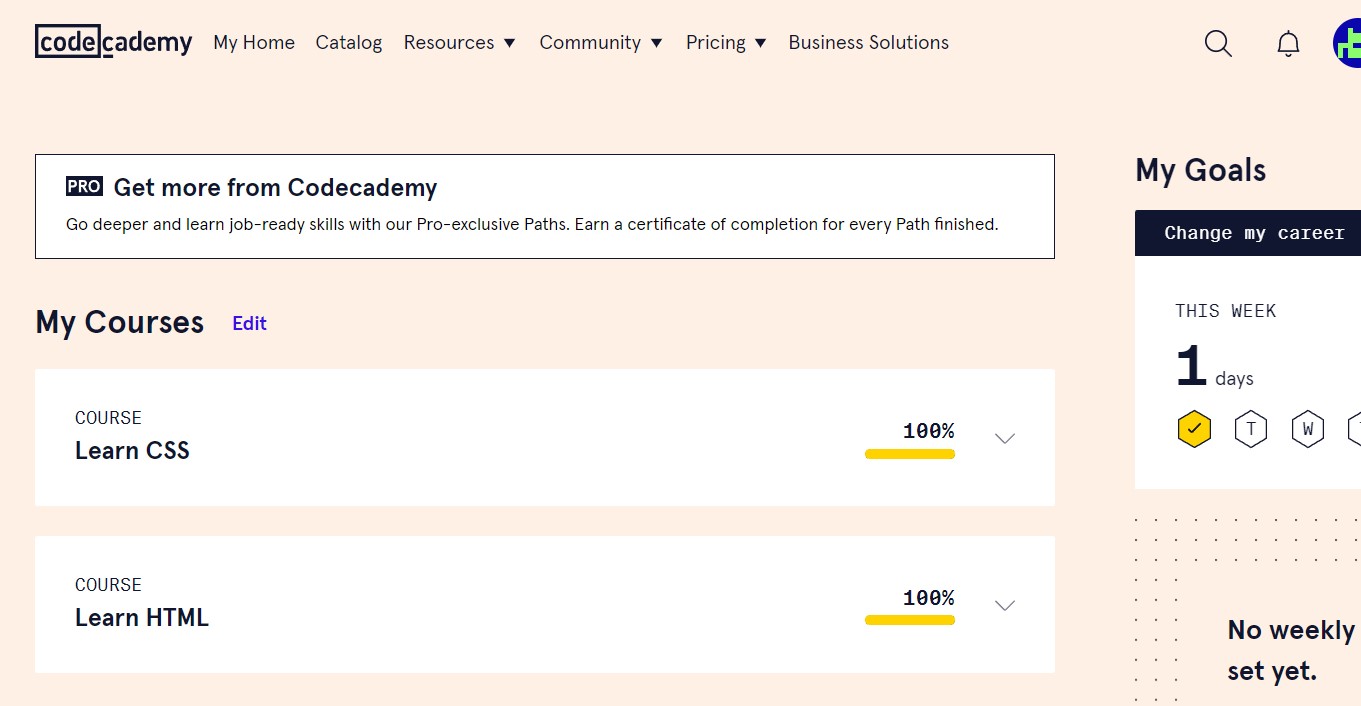 codecademy My Home Catalog Resources Community Pricing Business Solutions
PRO Get more from Codecademy
Go deeper and learn job-ready skills with our Pro-exclusive Paths. Earn a certificate of completion for every Path finished.
My Courses Edit
COURSE
Learn CSS
100%
COURSE
Learn HTML
100%
My Goals
Change my career
THIS WEEK
1 days
T W
No weekly
set yet.